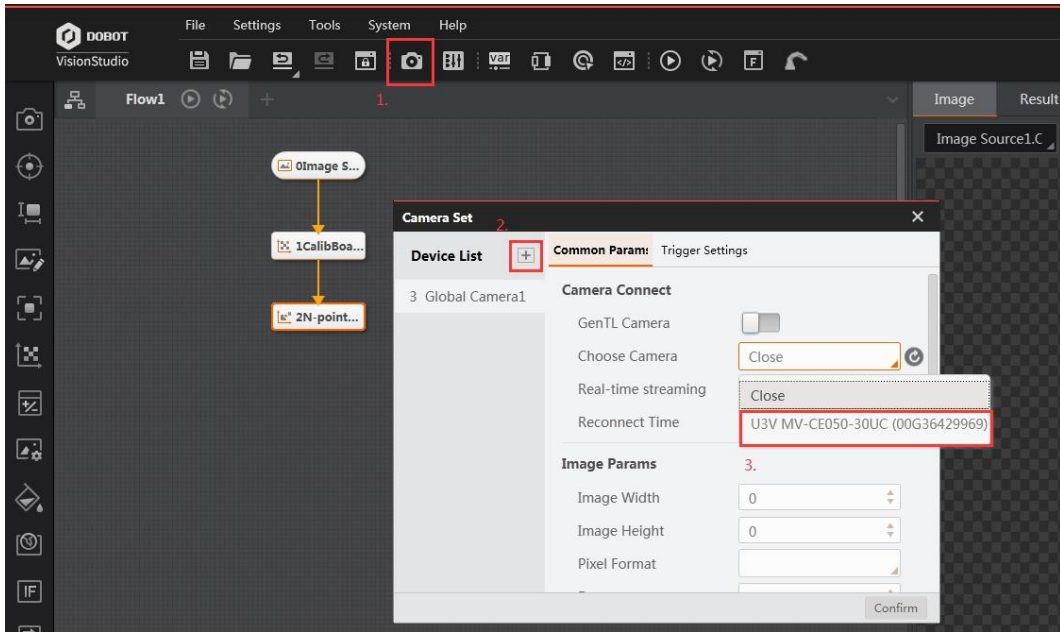 File Settings Tools System Help
DOBOT
VisionStudio
var
F
Flow1
1.
Image Result
Image Source1.C
0Image S...
1CalibBoa...
2N-point...
Camera Set
2.
Device List
Common Param:
Trigger Settings
3 Global Camera1
Camera Connect
GenTL Camera
Choose Camera Close
Real-time streaming
Close
Reconnect Time
U3V MV-CE050-30UC (00G36429969)
Image Params
3.
Image Width 0
Image Height 0
Pixel Format
Confirm
IF